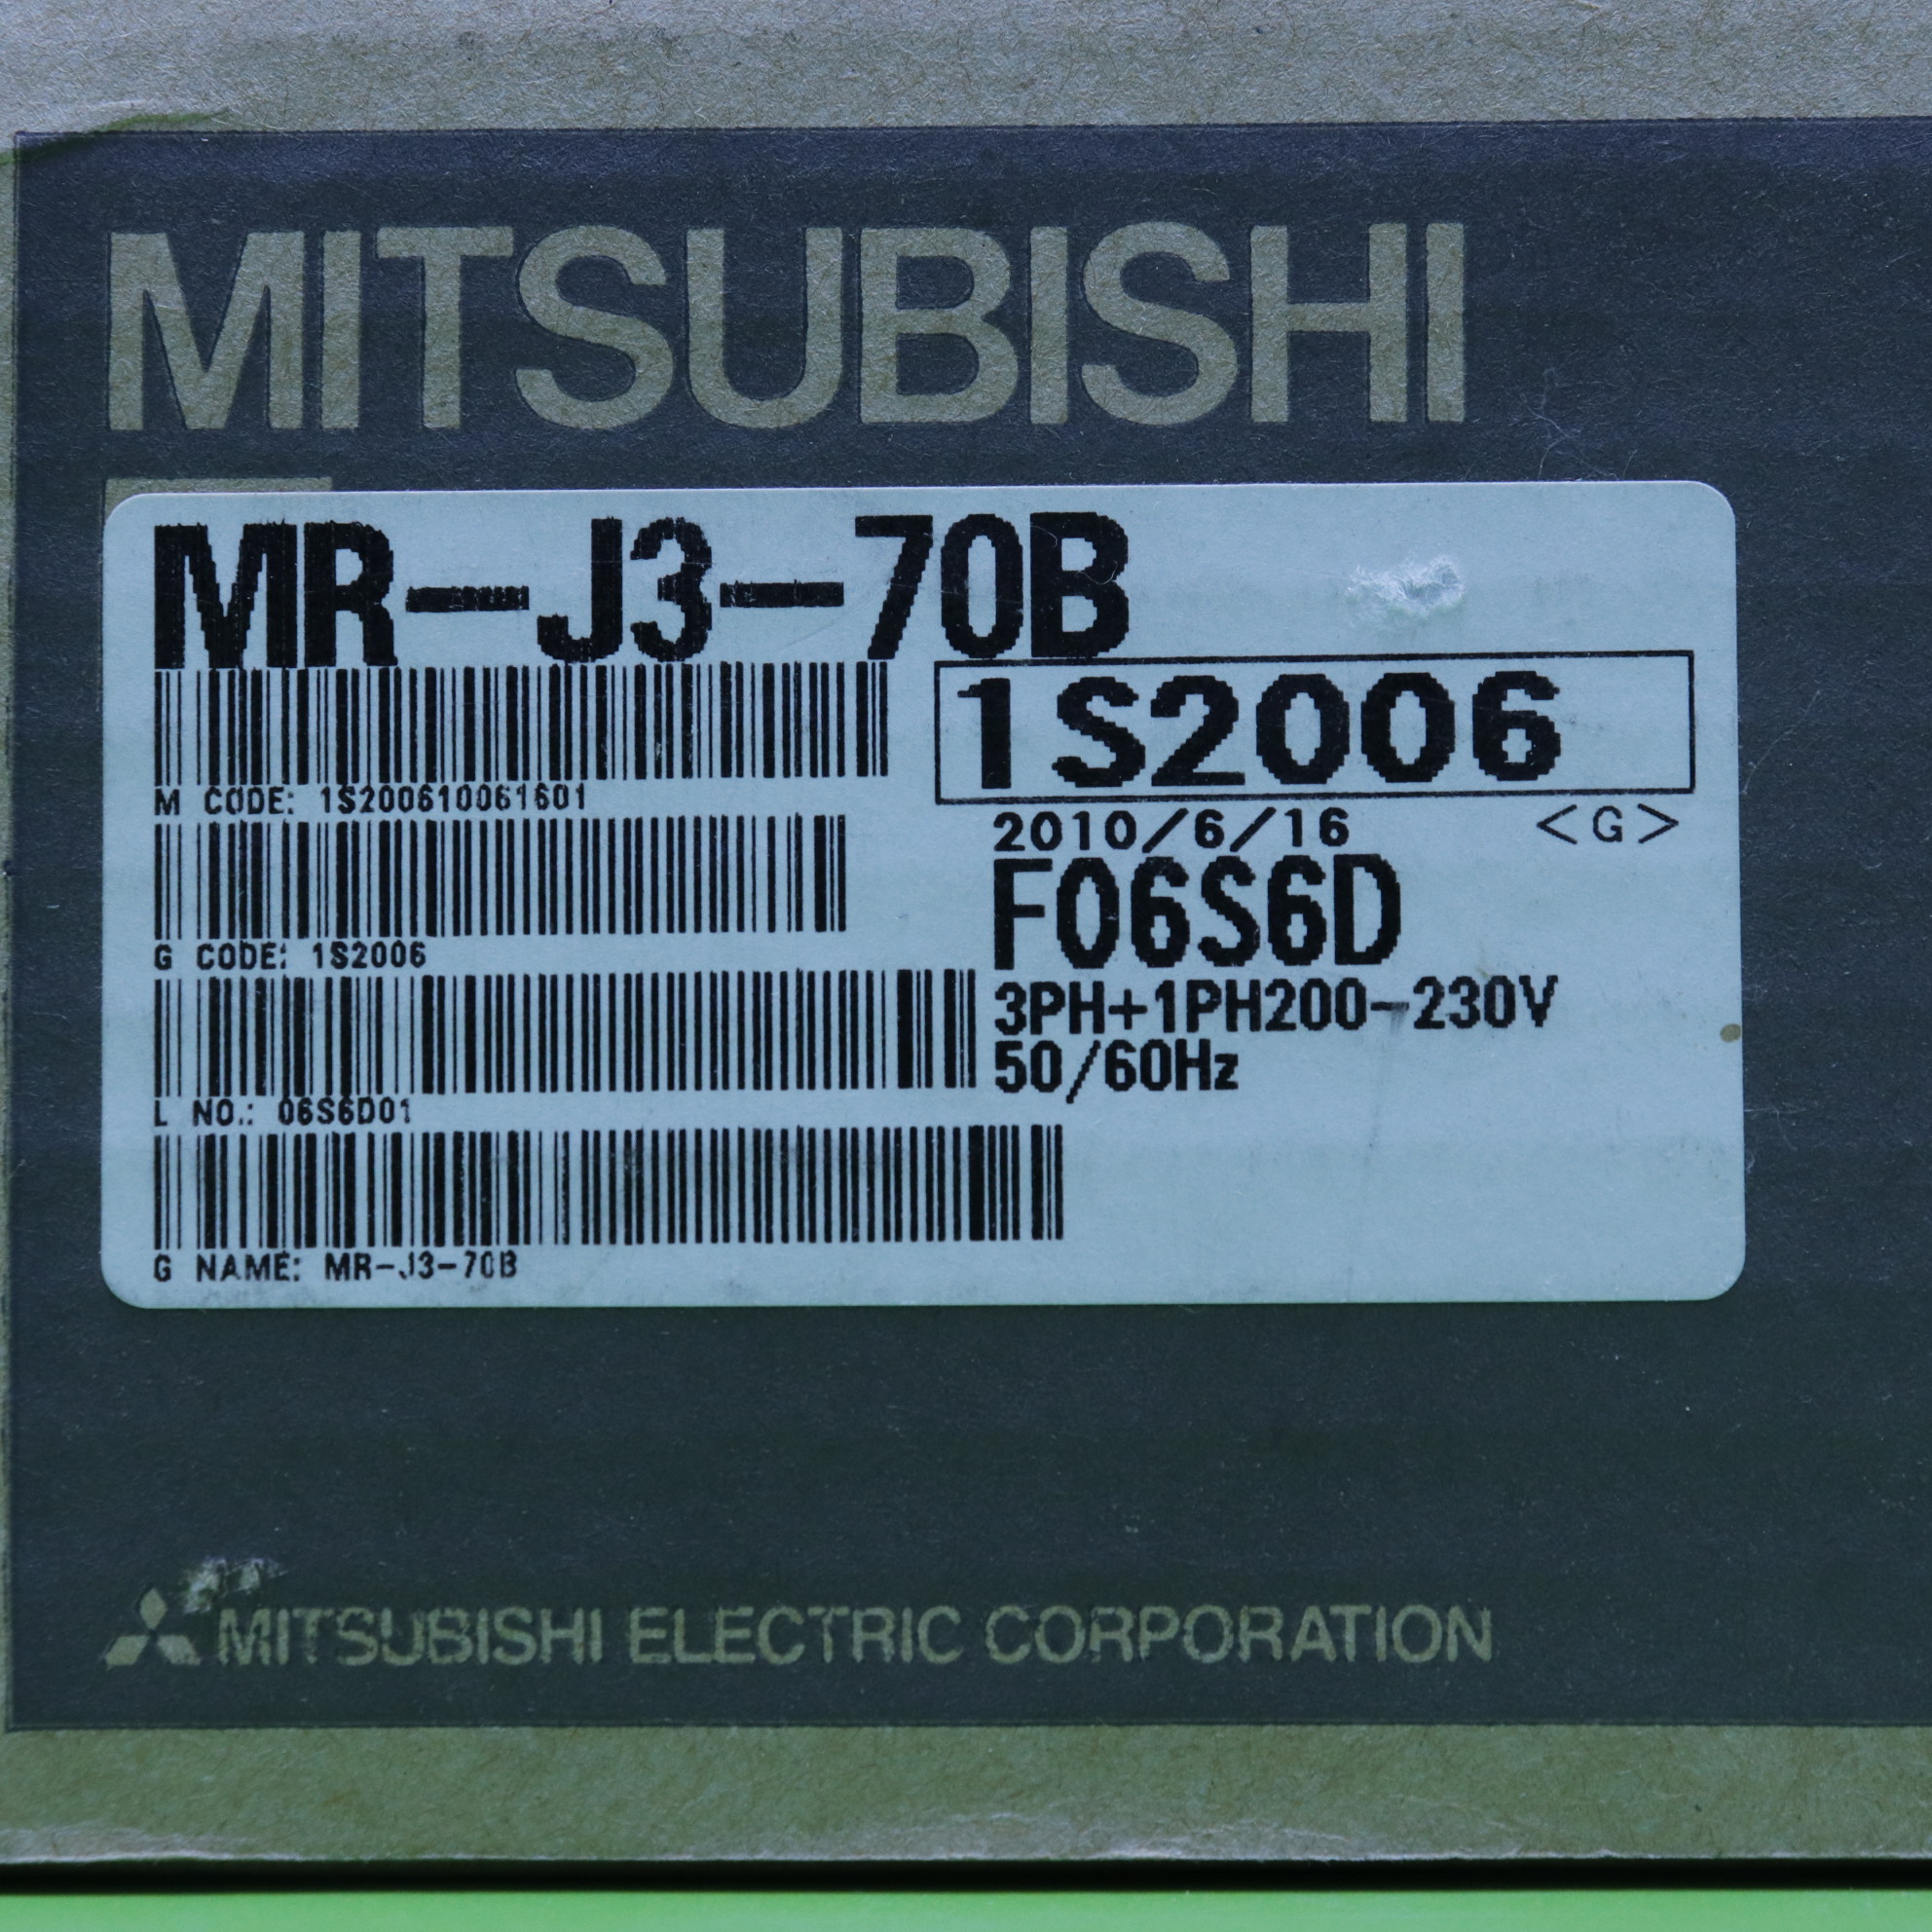 MITSUBISHI
MR-J3-70B
1S2006
M CODE: 1S200610061601
2010/6/16 <G>
F06S6D
G CODE: 1S2006
3PH+1PH200-230V
50/60Hz
L NO.: 06S6D01
G NAME: MR-J3-70B
MITSUBISHI ELECTRIC CORPORATION